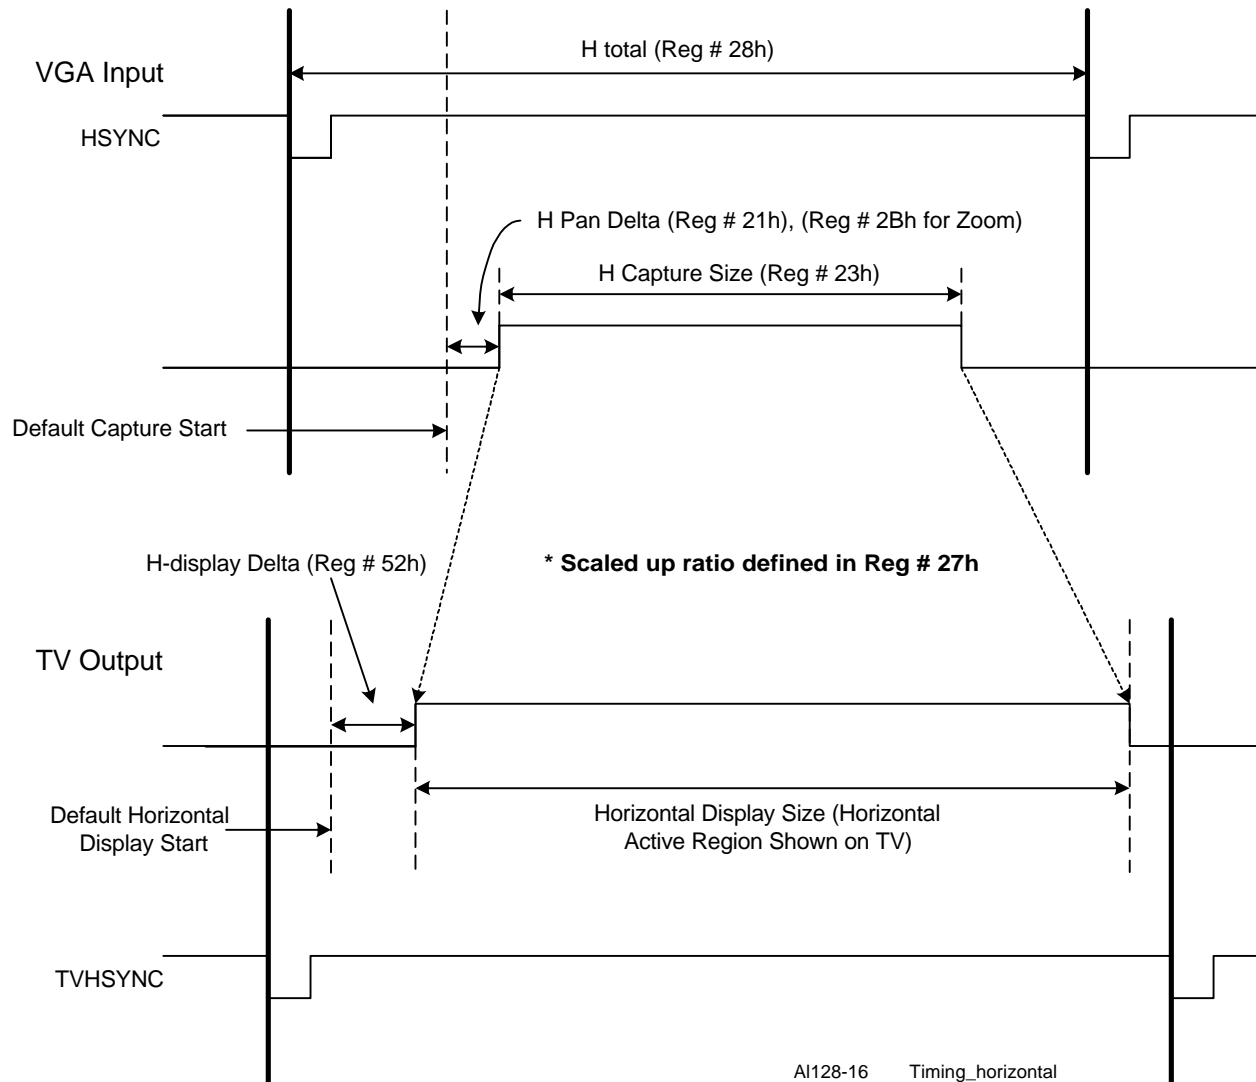 H total (Reg # 28h)
VGA Input
HSYNC
H Pan Delta (Reg # 21h), (Reg # 2Bh for Zoom)
H Capture Size (Reg # 23h)
Default Capture Start
H-display Delta (Reg # 52h)
* Scaled up ratio defined in Reg # 27h
TV Output
Default Horizontal
Display Start
Horizontal Display Size (Horizontal
Active Region Shown on TV)
TVHSYNC
AI128-16 Timing_horizontal